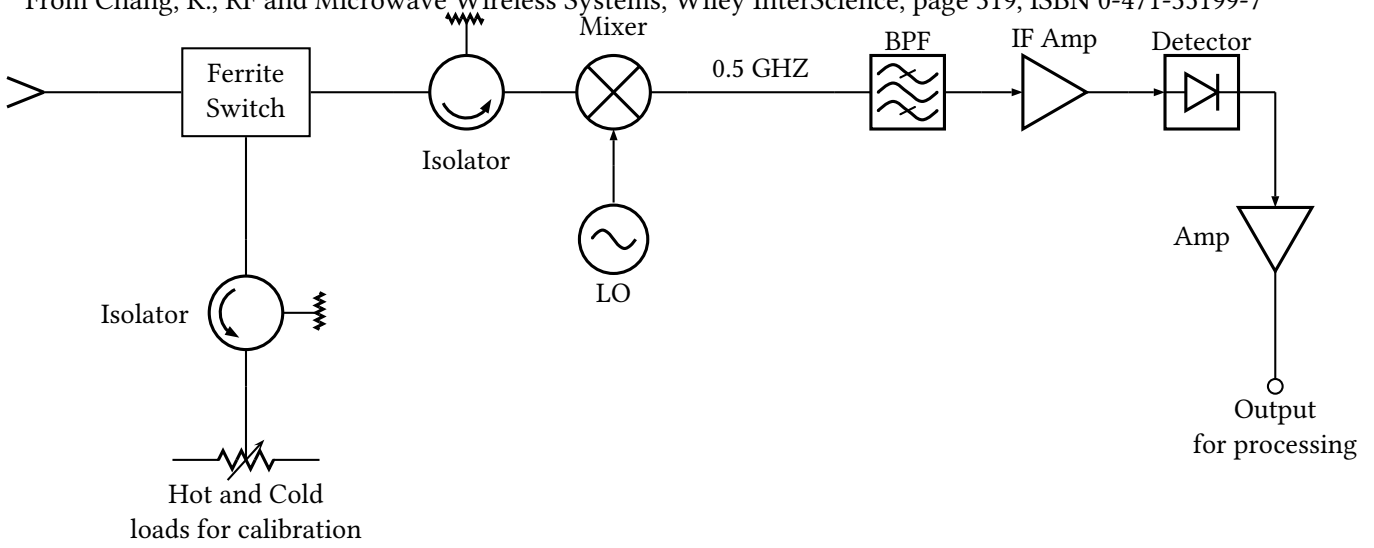 From Chang, K., RF and Microwave Wireless Systems, Wiley InterScience, page 319, ISBN 0-471-35199-7
Mixer
BPF
IF Amp
Detector
Ferrite
Switch
0.5 GHZ
Isolator
Amp
LO
Isolator
Output
for processing
Hot and Cold
loads for calibration